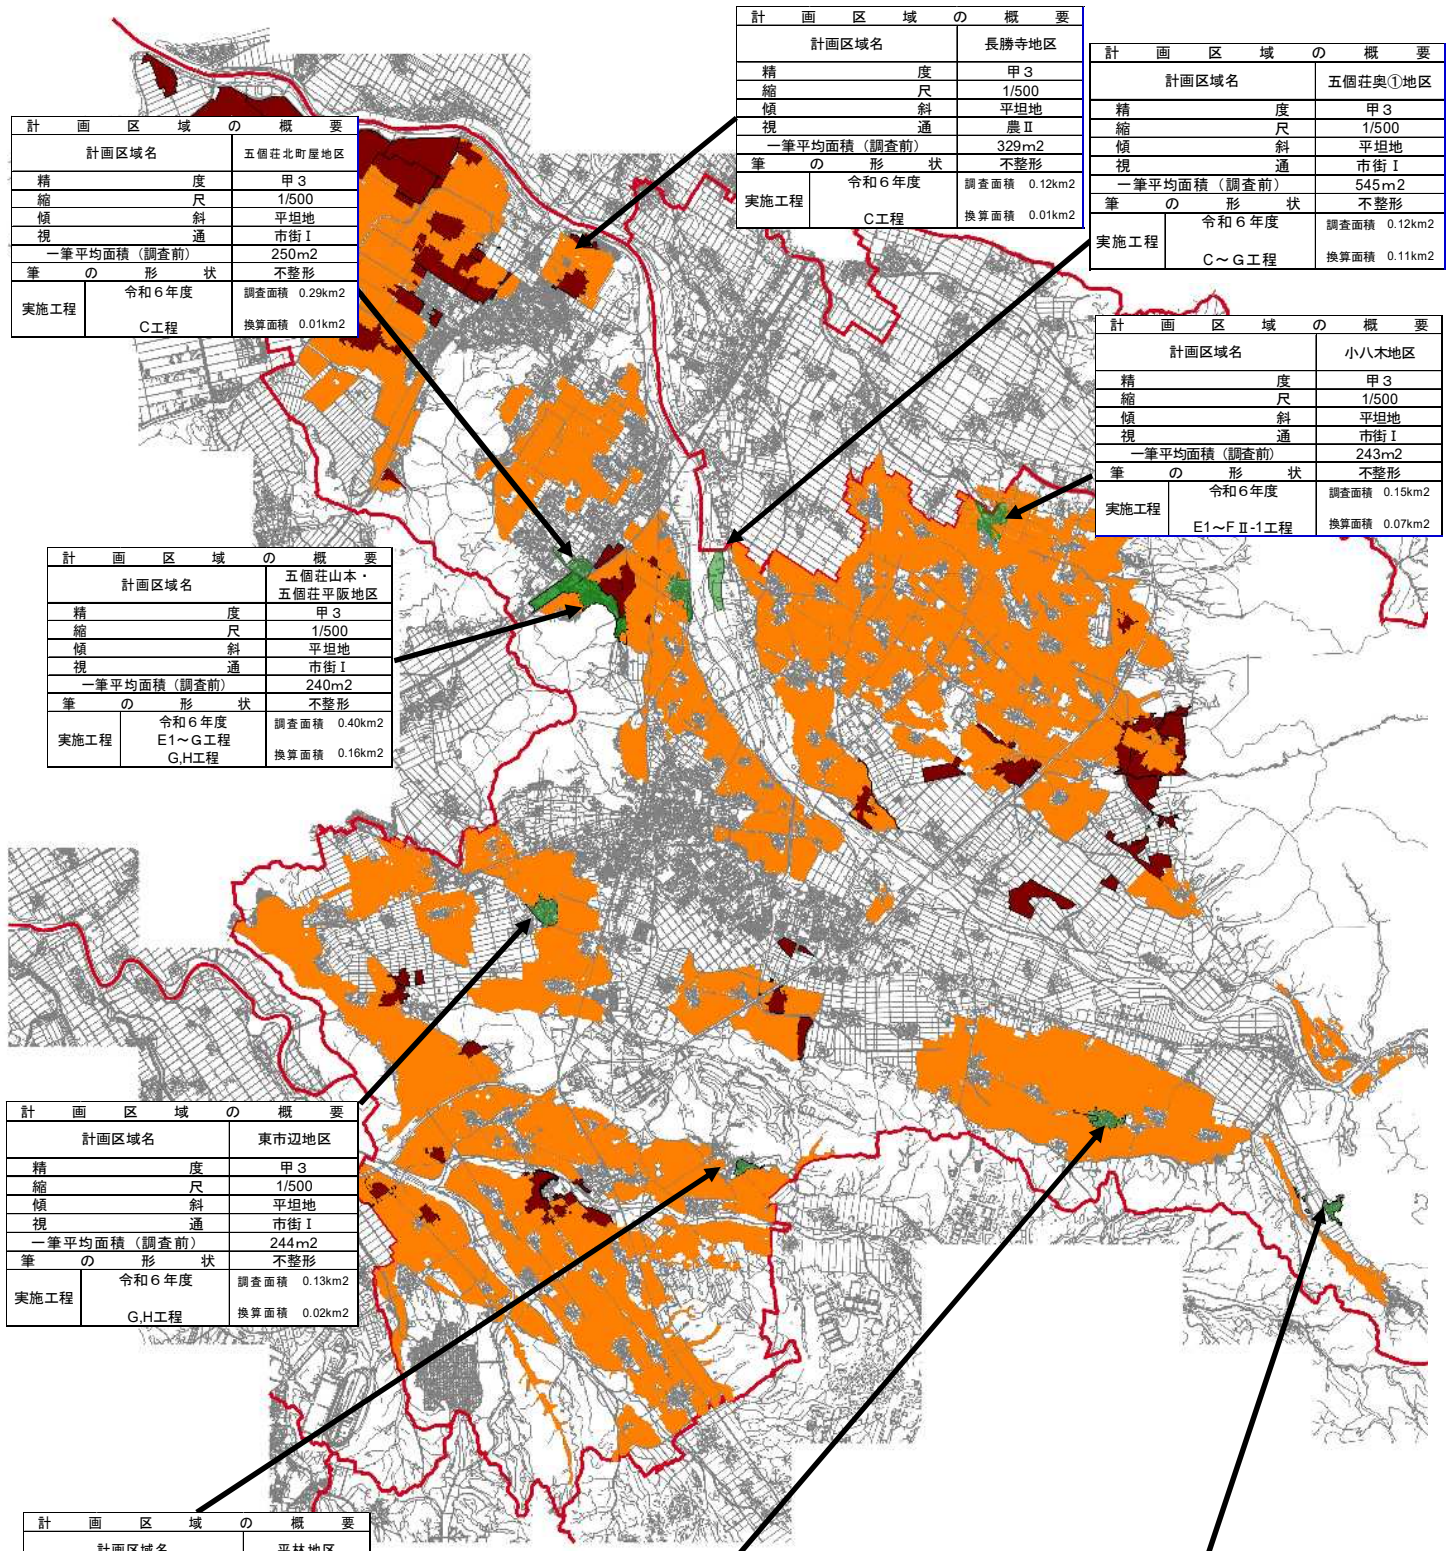 計画区域の概要
計画区域名 長勝寺地区
精度 甲3
縮尺 1/500
傾斜 平坦地
視通 農Ⅱ
一筆平均面積（調査前） 329m2
筆の形状 不整形
実施工程 令和6年度 調査面積 0.12km2
C工程 換算面積 0.01km2
計画区域の概要
計画区域名 五個荘奥①地区
精度 甲3
縮尺 1/500
傾斜 平坦地
視通 市街Ⅰ
一筆平均面積（調査前） 545m2
筆の形状 不整形
実施工程 令和6年度 調査面積 0.12km2
C～G工程 換算面積 0.11km2
計画区域の概要
計画区域名 五個荘北町屋地区
精度 甲3
縮尺 1/500
傾斜 平坦地
視通 市街Ⅰ
一筆平均面積（調査前） 250m2
筆の形状 不整形
実施工程 令和6年度 調査面積 0.29km2
C工程 換算面積 0.01km2
計画区域の概要
計画区域名 小八木地区
精度 甲3
縮尺 1/500
傾斜 平坦地
視通 市街Ⅰ
一筆平均面積（調査前） 243m2
筆の形状 不整形
実施工程 令和6年度 調査面積 0.15km2
E1～FⅡ-1工程 換算面積 0.07km2
計画区域の概要
計画区域名 五個荘山本・
五個荘平阪地区
精度 甲3
縮尺 1/500
傾斜 平坦地
視通 市街Ⅰ
一筆平均面積（調査前） 240m2
筆の形状 不整形
実施工程 令和6年度 調査面積 0.40km2
E1～G工程
G,H工程 換算面積 0.16km2
計画区域の概要
計画区域名 東市辺地区
精度 甲3
縮尺 1/500
傾斜 平坦地
視通 市街Ⅰ
一筆平均面積（調査前） 244m2
筆の形状 不整形
実施工程 令和6年度 調査面積 0.13km2
G,H工程 換算面積 0.02km2
計画区域の概要
計画区域名 平林地区